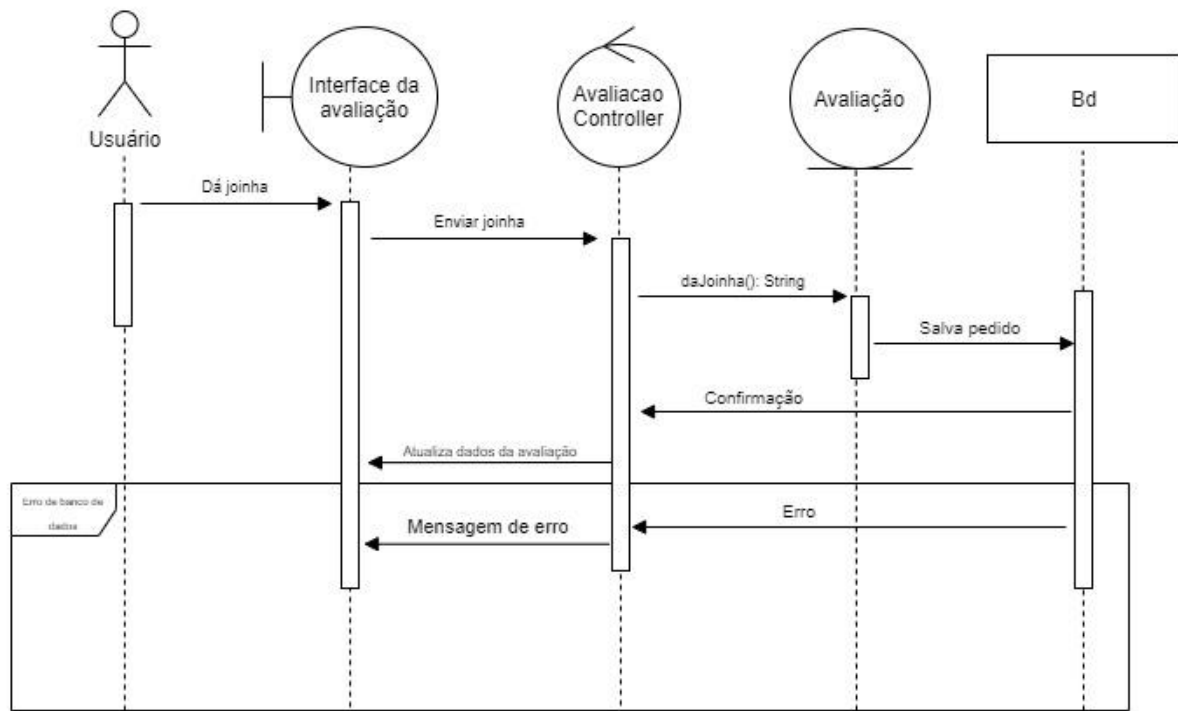 Interface da
avaliação
Avaliacao
Controller
Avaliação
Bd
Usuário
Dá joinha
Enviar joinha
daJoinha(): String
Salva pedido
Confirmação
Atualiza dados da avaliação
Erro de banco de
dados
Erro
Mensagem de erro